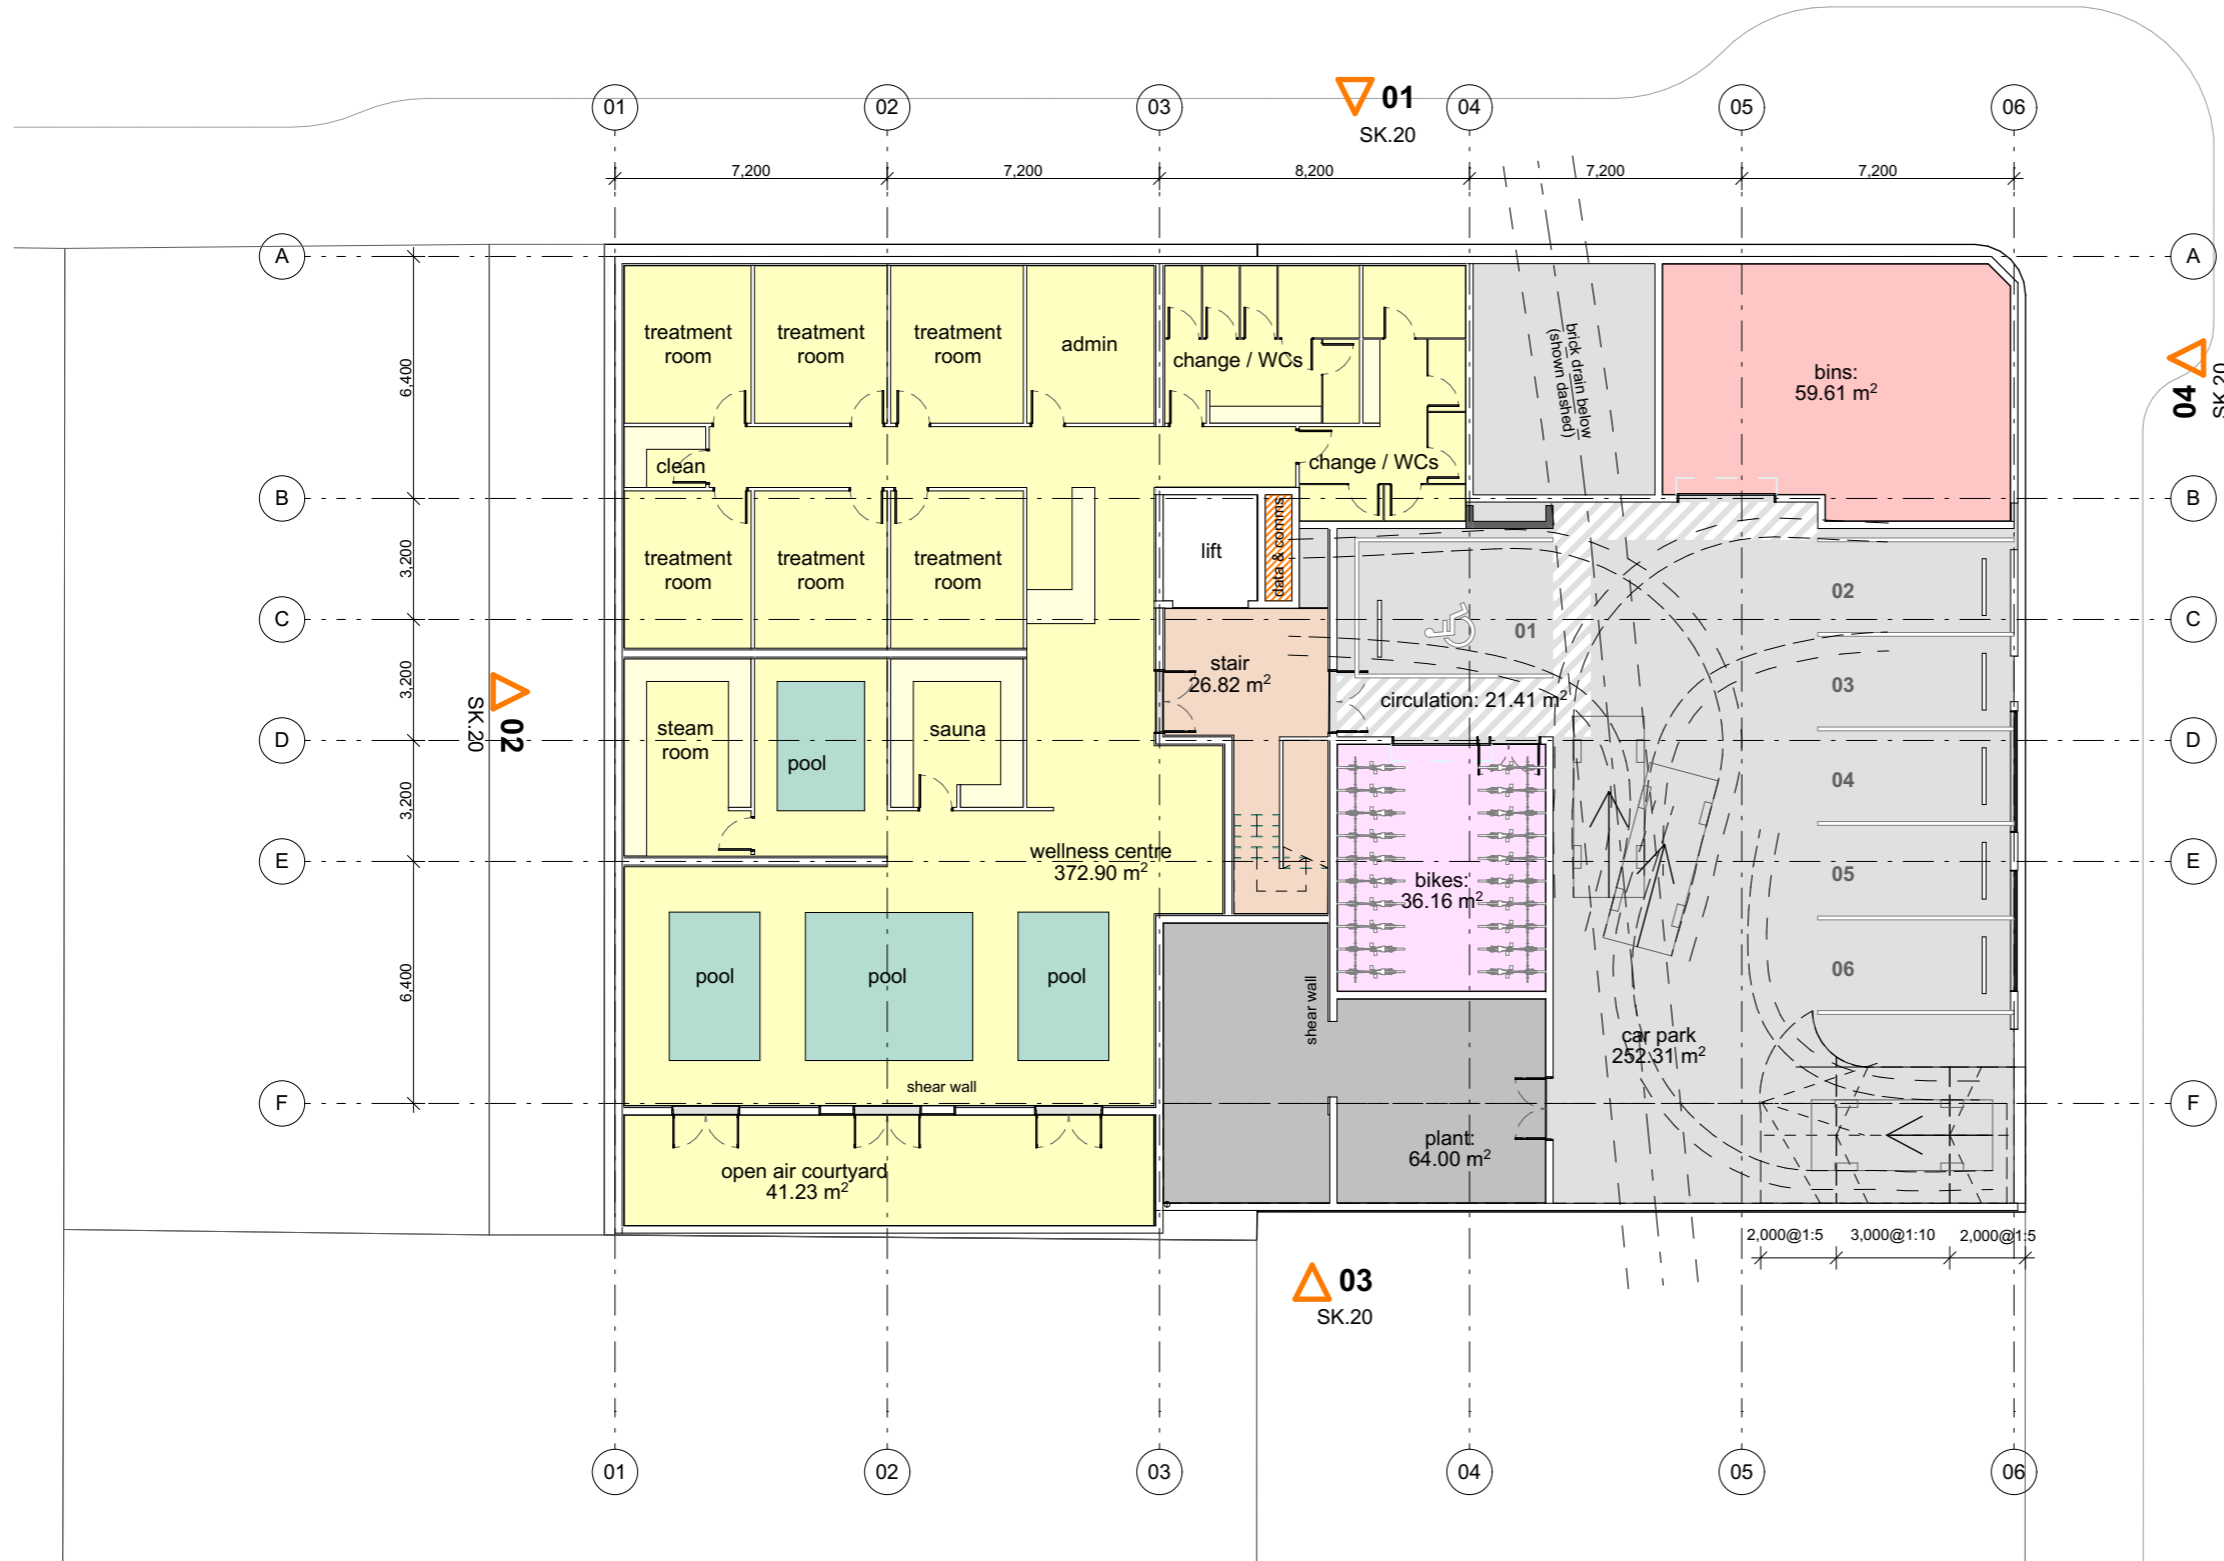 01
SK.20
01
02
03
04
05
06
7,200
7,200
8,200
7,200
7,200
A
A
treatment
room
treatment
room
treatment
room
admin
change / WCs
brick drain below
(shown dashed)
bins:
59.61 m²
04
SK.20
6,400
clean
change / WCs
B
B
3,200
treatment
room
treatment
room
treatment
room
lift
data & comms
02
C
C
01
3,200
stair
26.82 m²
circulation: 21.41 m²
03
02
SK.20
steam
room
pool
sauna
D
D
3,200
04
E
E
wellness centre
372.90 m²
bikes:
36.16 m²
05
6,400
pool
pool
pool
shear wall
06
car park
252.31 m²
shear wall
F
F
open air courtyard
41.23 m²
plant:
64.00 m²
2,000@1:5
3,000@1:10
2,000@1:5
03
SK.20
01
02
03
04
05
06